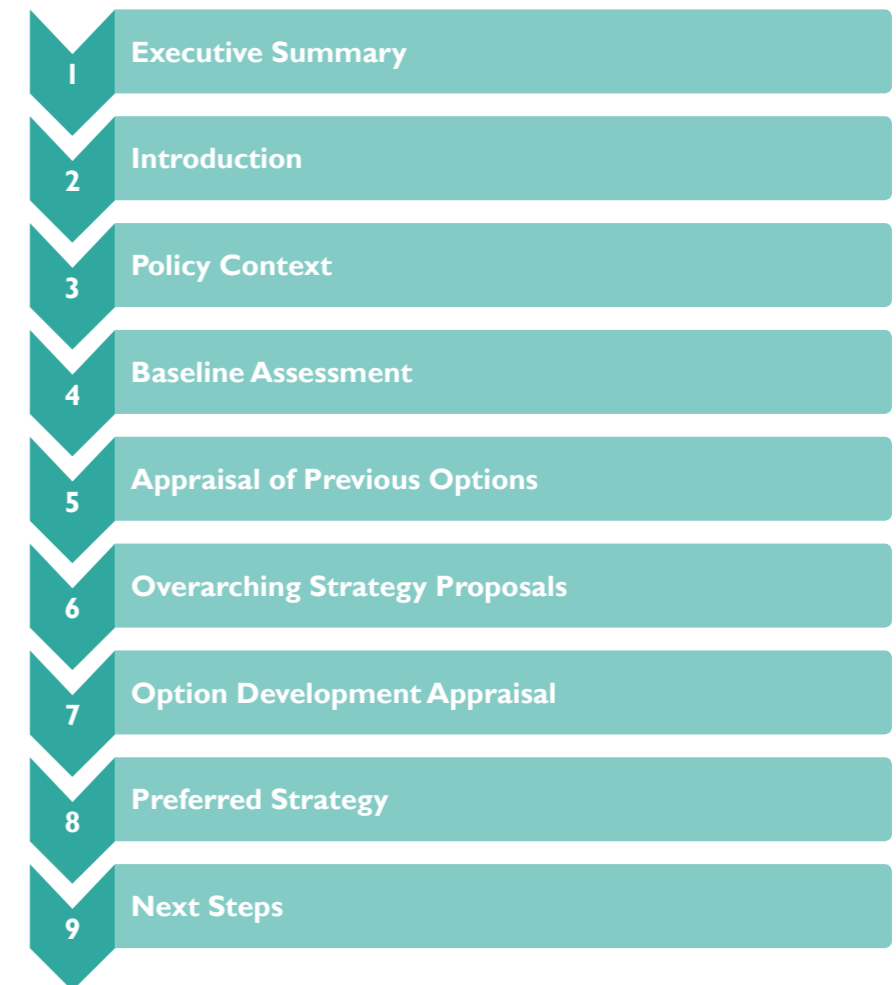 1
Executive Summary
2
Introduction
3
Policy Context
4
Baseline Assessment
5
Appraisal of Previous Options
6
Overarching Strategy Proposals
7
Option Development Appraisal
8
Preferred Strategy
9
Next Steps